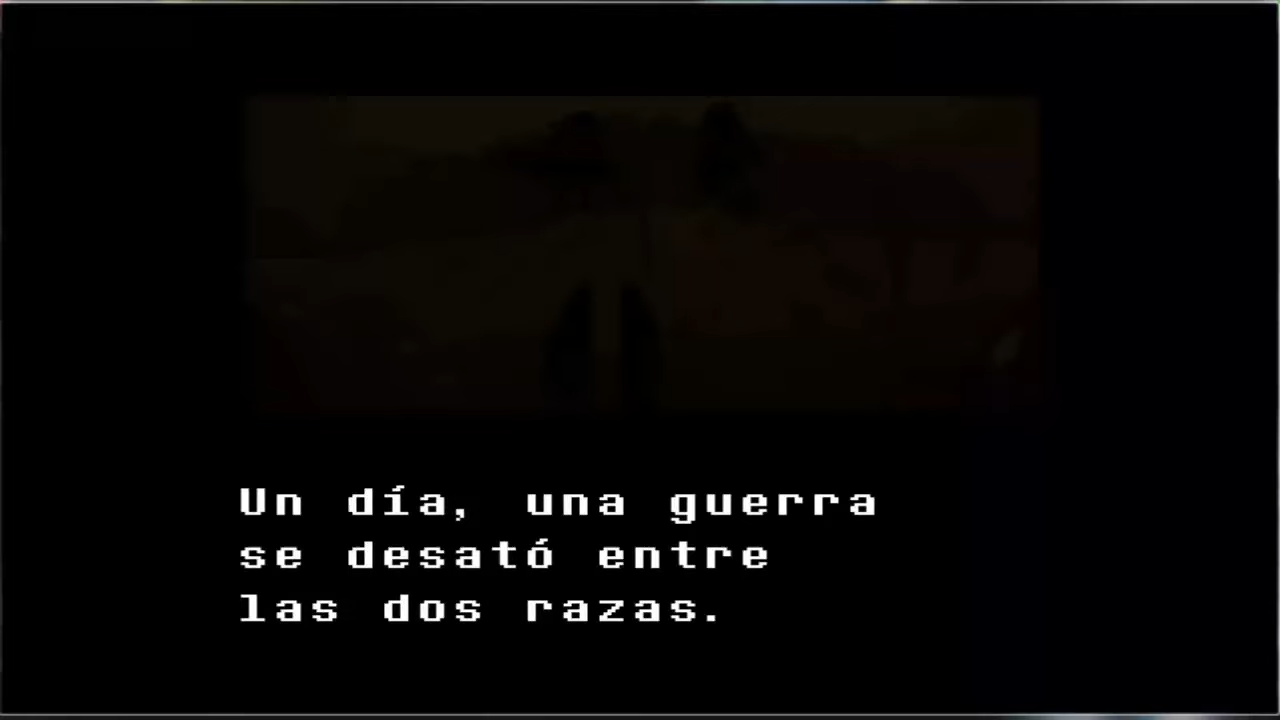 Un día, una guerra
se desató entre
las dos razas.